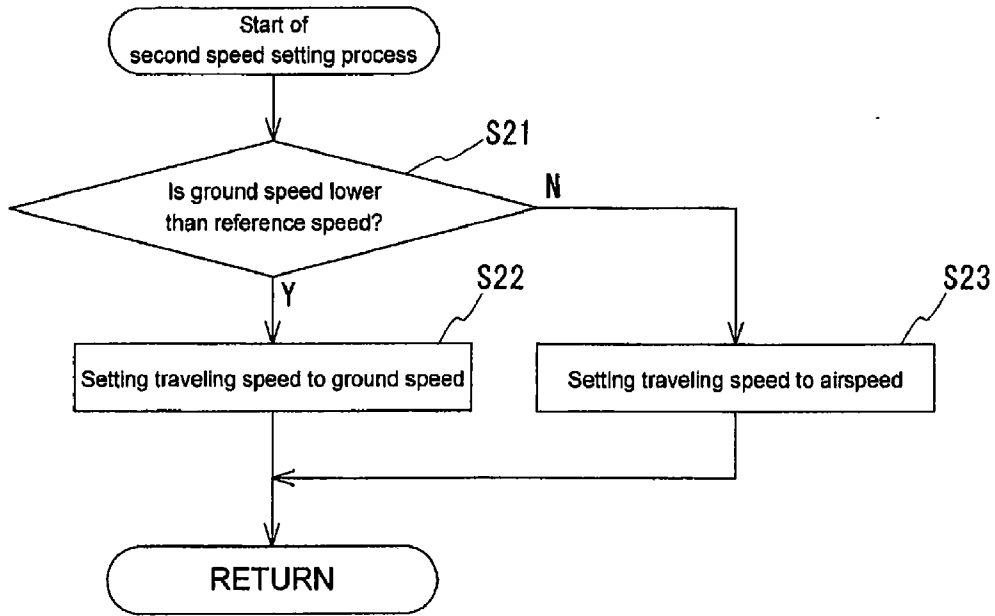 Start of
second speed setting process
S21
Is ground speed lower
than reference speed?
N
Y
S22
S23
Setting traveling speed to ground speed
Setting traveling speed to airspeed
RETURN